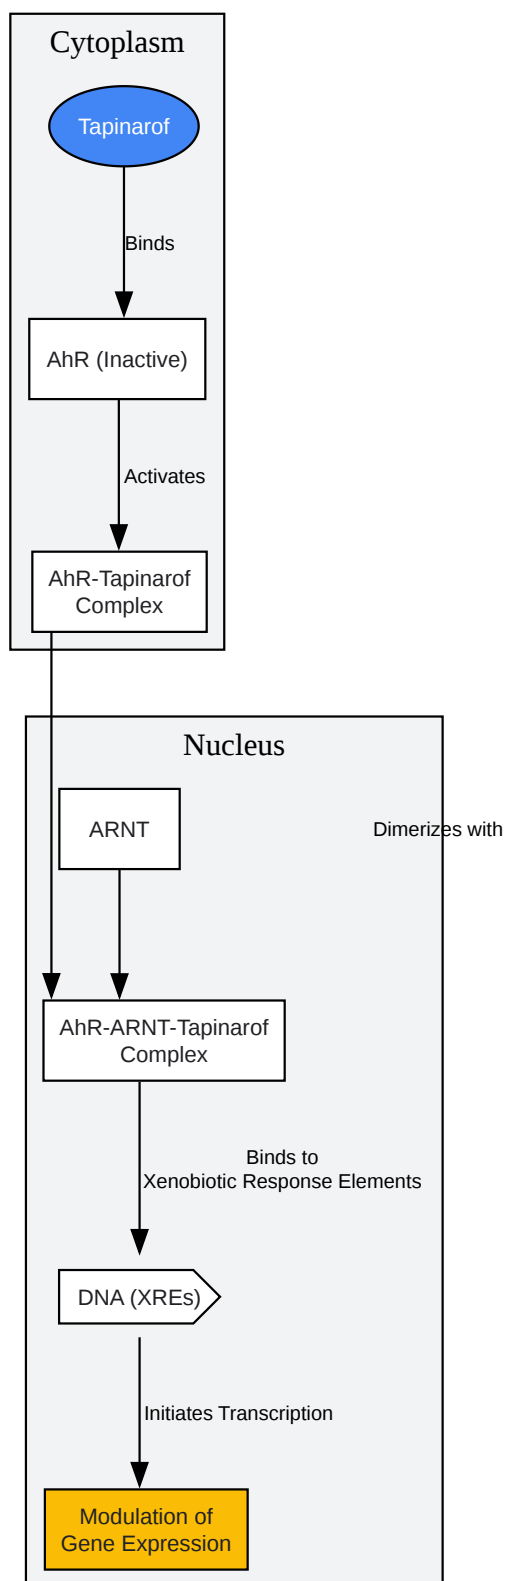 Cytoplasm
Tapinarof
Binds
AhR (Inactive)
Activates
AhR-Tapinarof
Complex
Nucleus
ARNT
Dimerizes with
AhR-ARNT-Tapinarof
Complex
Binds to
Xenobiotic Response Elements
DNA (XREs)
Initiates Transcription
Modulation of
Gene Expression